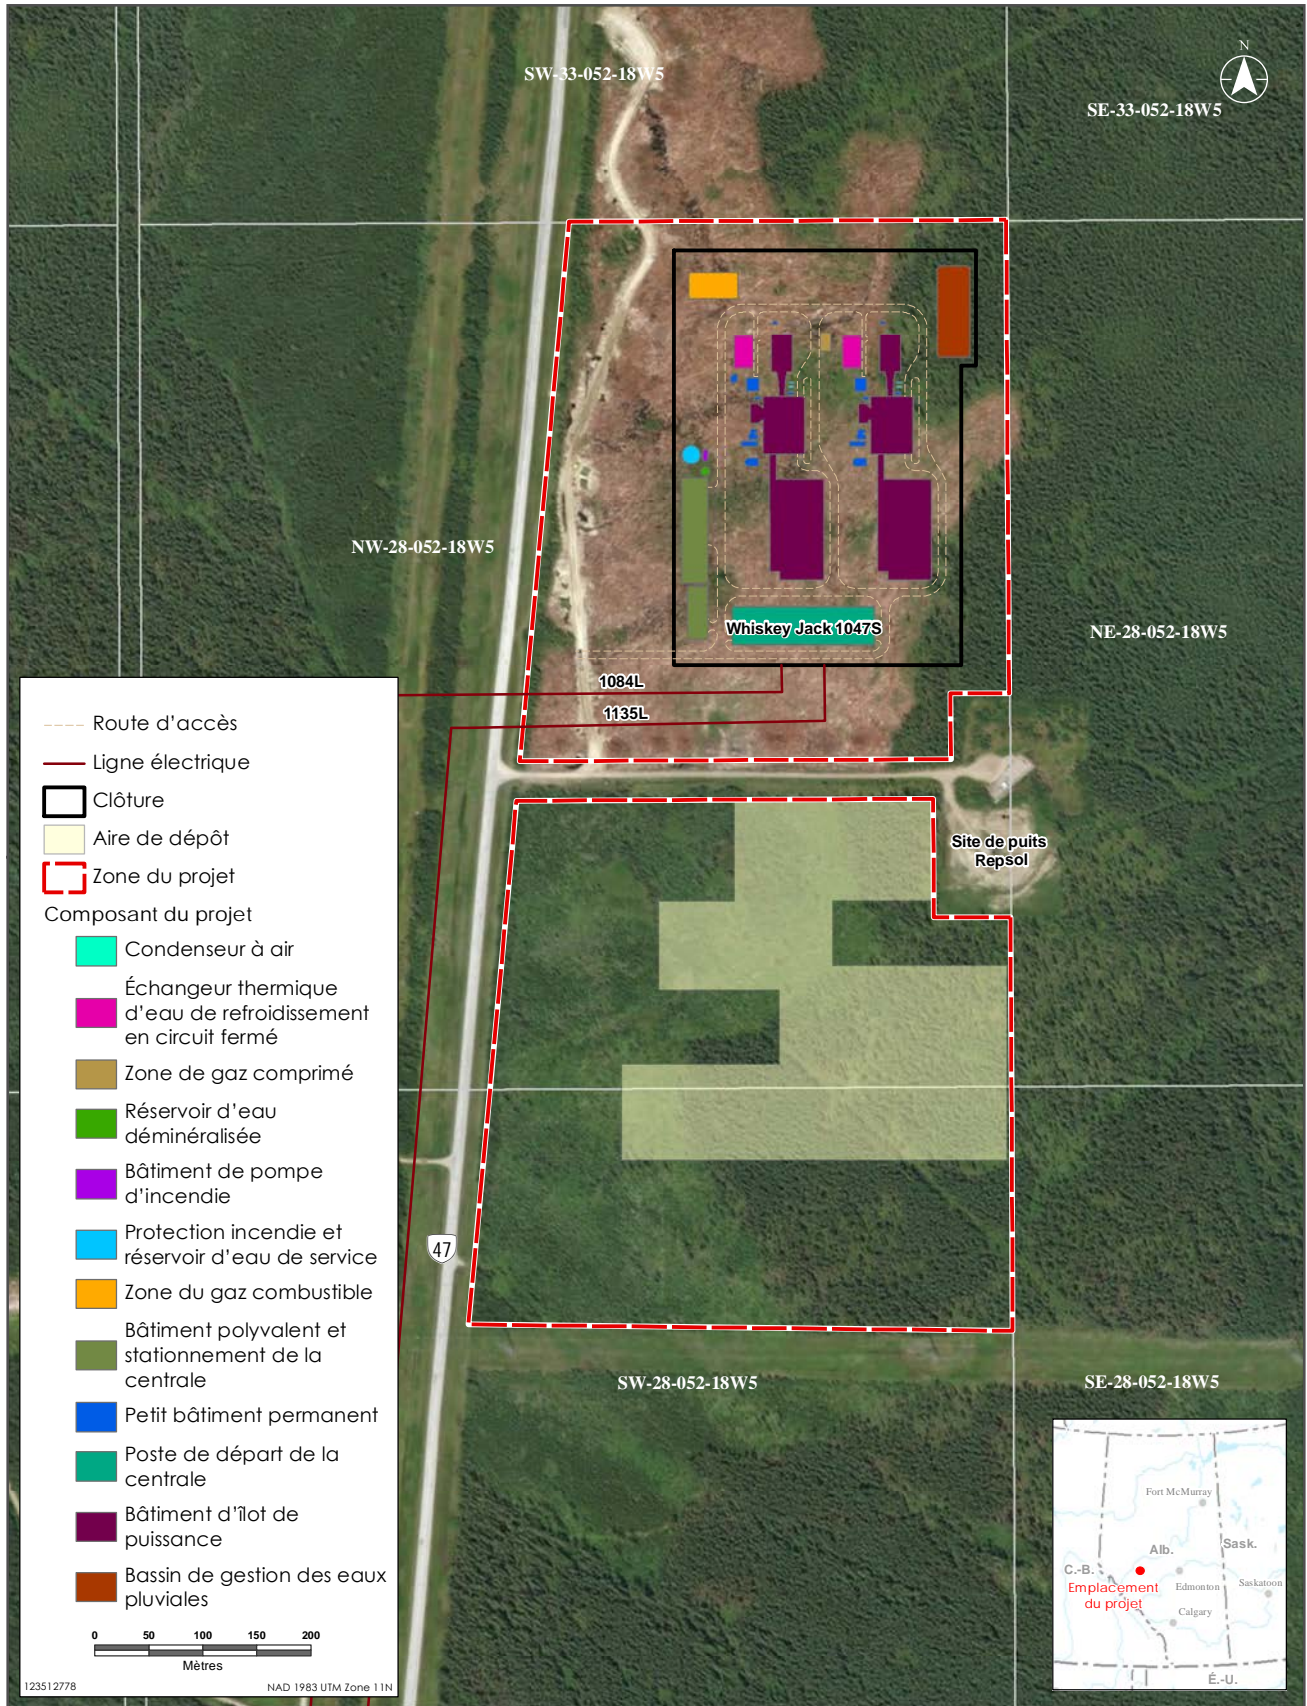 N
SW-33-052-18W5
SE-33-052-18W5
NW-28-052-18W5
NE-28-052-18W5
Whiskey Jack 1047S
1084L
1135L
Site de puits
Repsol
47
SW-28-052-18W5
SE-28-052-18W5
Route d'accès
Ligne électrique
Clôture
Aire de dépôt
Zone du projet
Composant du projet
Condenseur à air
Échangeur thermique
d'eau de refroidissement
en circuit fermé
Zone de gaz comprimé
Réservoir d'eau
déminéralisée
Bâtiment de pompe
d'incendie
Protection incendie et
réservoir d'eau de service
Zone du gaz combustible
Bâtiment polyvalent et
stationnement de la
centrale
Petit bâtiment permanent
Poste de départ de la
centrale
Bâtiment d'îlot de
puissance
Bassin de gestion des eaux
pluviales
0 50 100 150 200
Mètres
123512778 NAD 1983 UTM Zone 11N
Fort McMurray
Alb.
Sask.
C.-B.
Emplacement
du projet
Edmonton
Saskatoon
Calgary
É.-U.